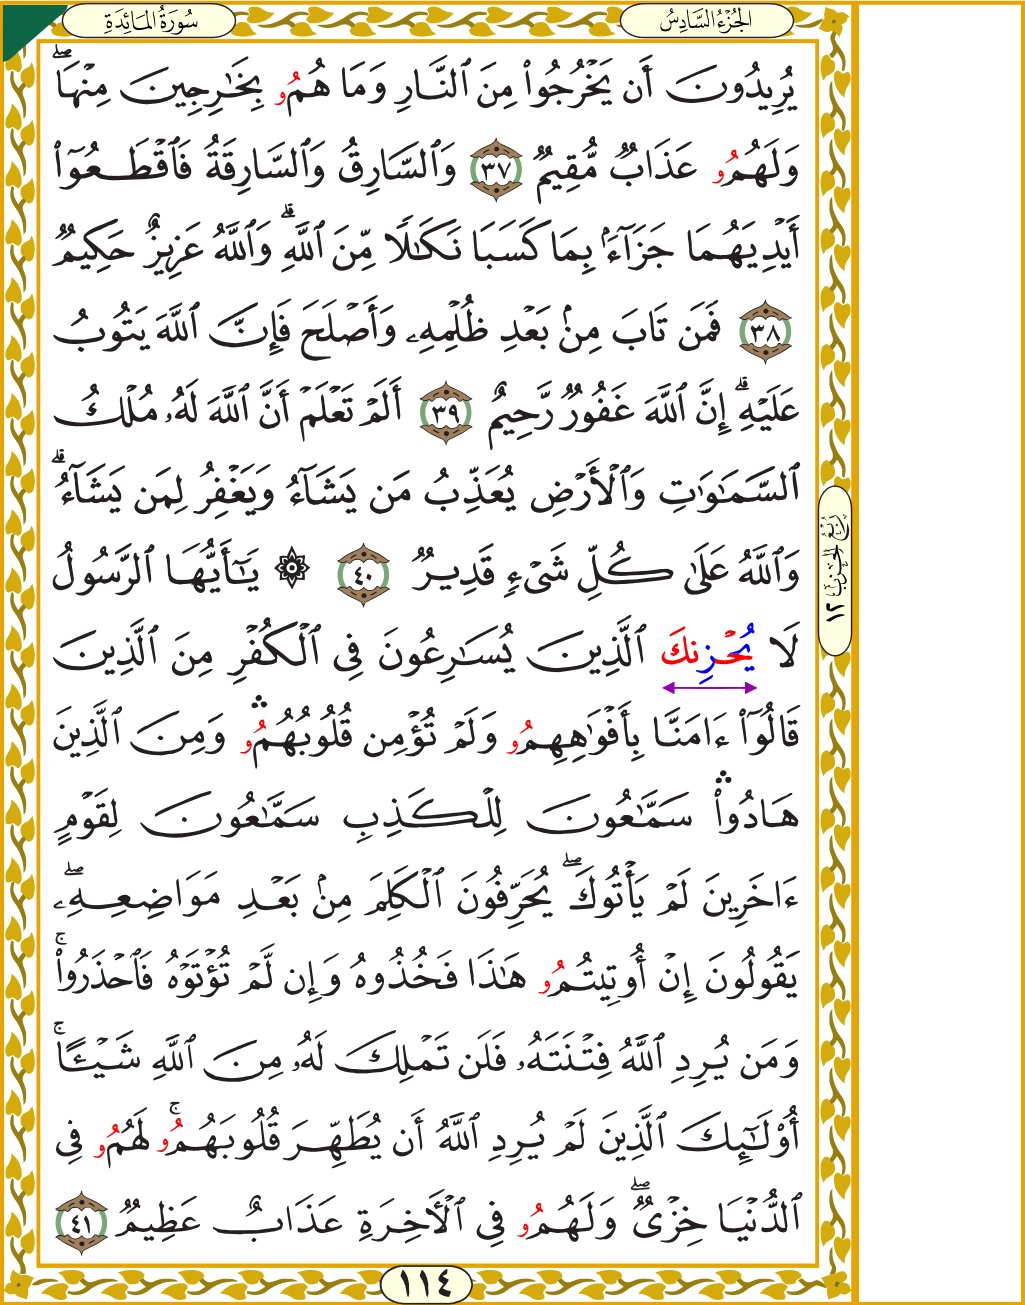 الجُزْءُ السَّادِسُ
سُورَةُ المَائِدَةِ
يُرِيدُونَ أَن يَخْرُجُوا۟ مِنَ ٱلنَّارِ وَمَا هُمُو بِخَٰرِجِينَ مِنْهَاۖ
وَلَهُمُو عَذَابٌ مُّقِيمٌ ٣٧ وَٱلسَّارِقُ وَٱلسَّارِقَةُ فَٱقْطَعُوٓا۟
أَيْدِيَهُمَا جَزَآءَۢ بِمَا كَسَبَا نَكَٰلًا مِّنَ ٱللَّهِۗ وَٱللَّهُ عَزِيزٌ حَكِيمٌ
٣٨ فَمَن تَابَ مِنۢ بَعْدِ ظُلْمِهِۦ وَأَصْلَحَ فَإِنَّ ٱللَّهَ يَتُوبُ
عَلَيْهِۗ إِنَّ ٱللَّهَ غَفُورٌ رَّحِيمٌ ٣٩ أَلَمْ تَعْلَمْ أَنَّ ٱللَّهَ لَهُۥ مُلْكُ
ٱلسَّمَٰوَٰتِ وَٱلْأَرْضِ يُعَذِّبُ مَن يَشَآءُ وَيَغْفِرُ لِمَن يَشَآءُۗ
وَٱللَّهُ عَلَىٰ كُلِّ شَىْءٍ قَدِيرٌ ٤٠ ۞ يَٰٓأَيُّهَا ٱلرَّسُولُ
لَا يُحْزِنكَ ٱلَّذِينَ يُسَٰرِعُونَ فِى ٱلْكُفْرِ مِنَ ٱلَّذِينَ
قَالُوٓا۟ ءَامَنَّا بِأَفْوَٰهِهِمُو وَلَمْ تُؤْمِن قُلُوبُهُمُوۛ وَمِنَ ٱلَّذِينَ
هَادُوا۟ۛ سَمَّٰعُونَ لِلْكَذِبِ سَمَّٰعُونَ لِقَوْمٍ
ءَاخَرِينَ لَمْ يَأْتُوكَۖ يُحَرِّفُونَ ٱلْكَلِمَ مِنۢ بَعْدِ مَوَاضِعِهِۦۖ
يَقُولُونَ إِنْ أُوتِيتُمُو هَٰذَا فَخُذُوهُ وَإِن لَّمْ تُؤْتَوْهُ فَٱحْذَرُوا۟ۚ
وَمَن يُرِدِ ٱللَّهُ فِتْنَتَهُۥ فَلَن تَمْلِكَ لَهُۥ مِنَ ٱللَّهِ شَيْـًٔاۚ
أُو۟لَٰٓئِكَ ٱلَّذِينَ لَمْ يُرِدِ ٱللَّهُ أَن يُطَهِّرَ قُلُوبَهُمُوۚ لَهُمُو فِى
ٱلدُّنْيَا خِزْىٌۖ وَلَهُمُو فِى ٱلْأَخِرَةِ عَذَابٌ عَظِيمٌ ٤١
رُبْعُ الحِزْبِ ١٢
١١٤